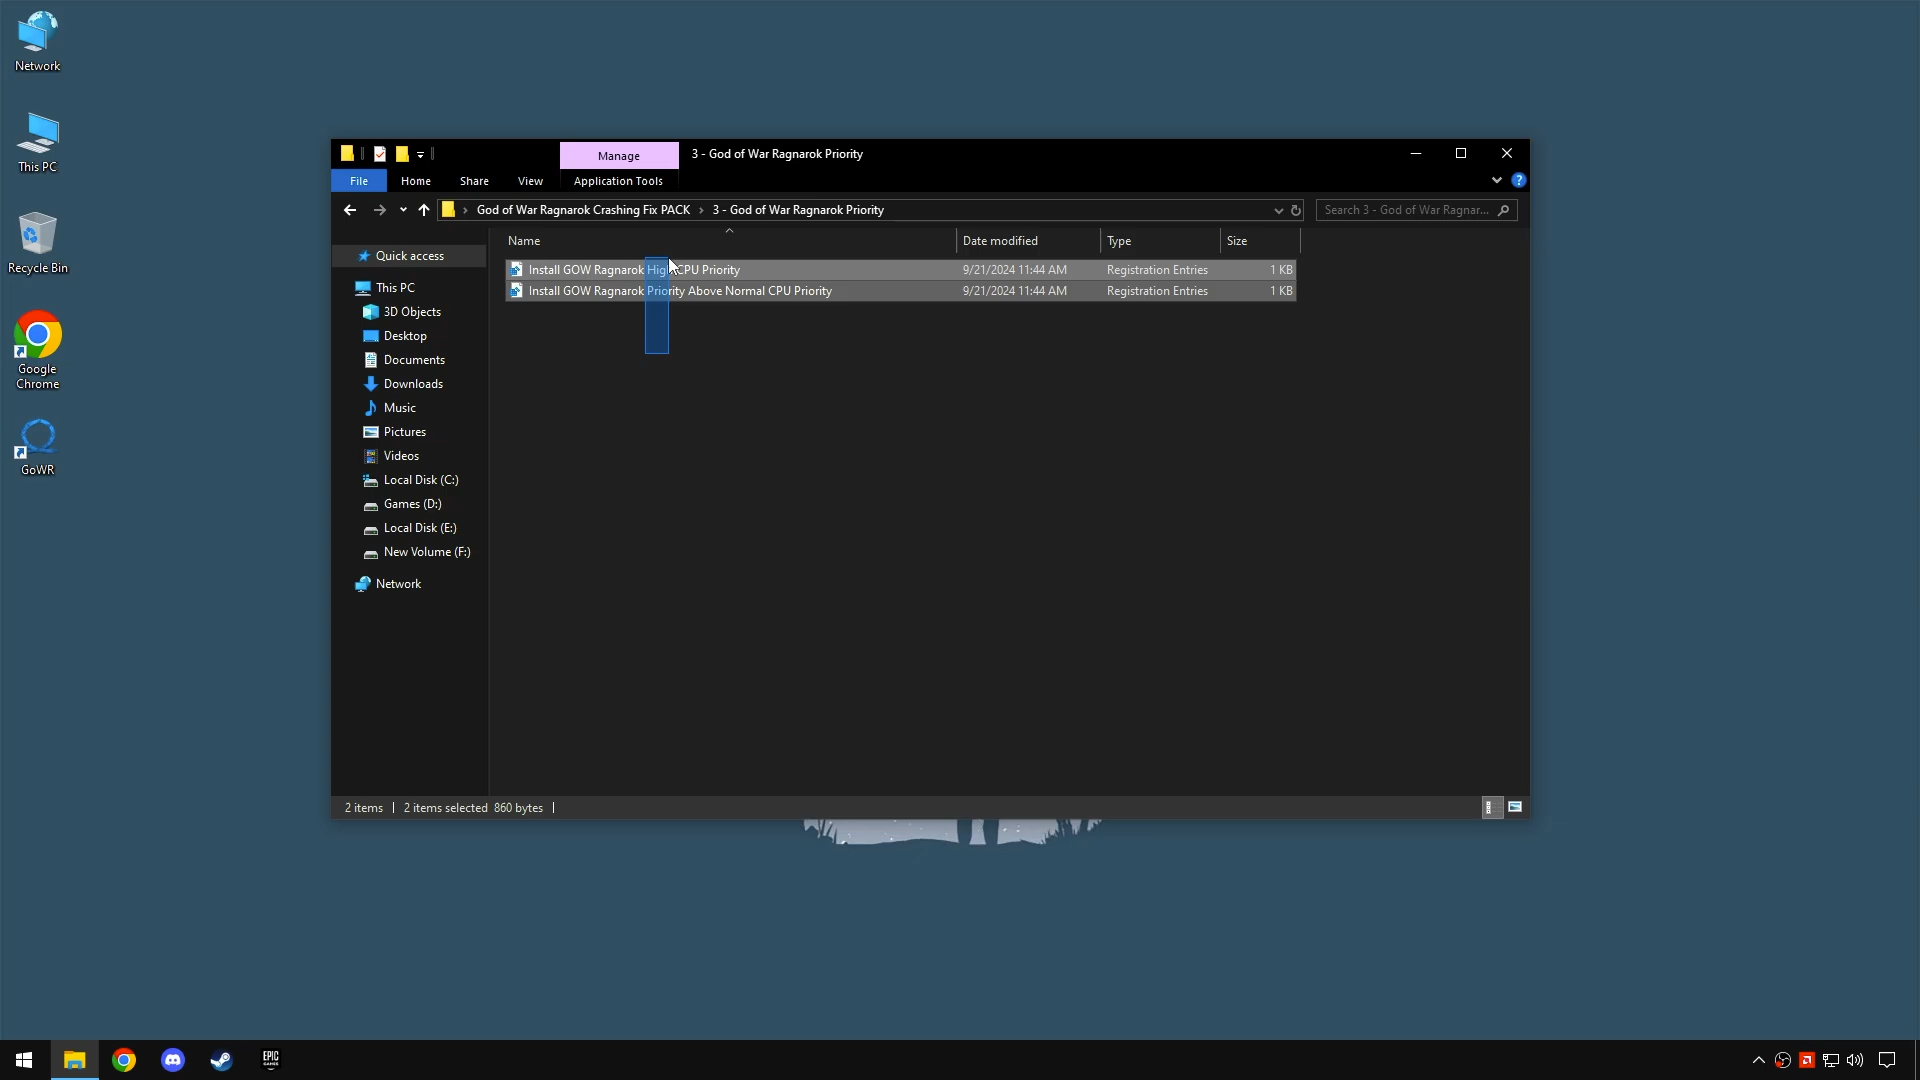 Network
This PC
Recycle Bin
Google
Chrome
GoWR
Manage
3 - God of War Ragnarok Priority
File
Home
Share
View
Application Tools
?
God of War Ragnarok Crashing Fix PACK
3 - God of War Ragnarok Priority
Search 3 - God of War Ragnar...
Name
Date modified
Type
Size
Install GOW Ragnarok High CPU Priority
9/21/2024 11:44 AM
Registration Entries
1 KB
Install GOW Ragnarok Priority Above Normal CPU Priority
9/21/2024 11:44 AM
Registration Entries
1 KB
Quick access
This PC
3D Objects
Desktop
Documents
Downloads
Music
Pictures
Videos
Local Disk (C:)
Games (D:)
Local Disk (E:)
New Volume (F:)
Network
2 items
2 items selected 860 bytes
EPIC
GAMES